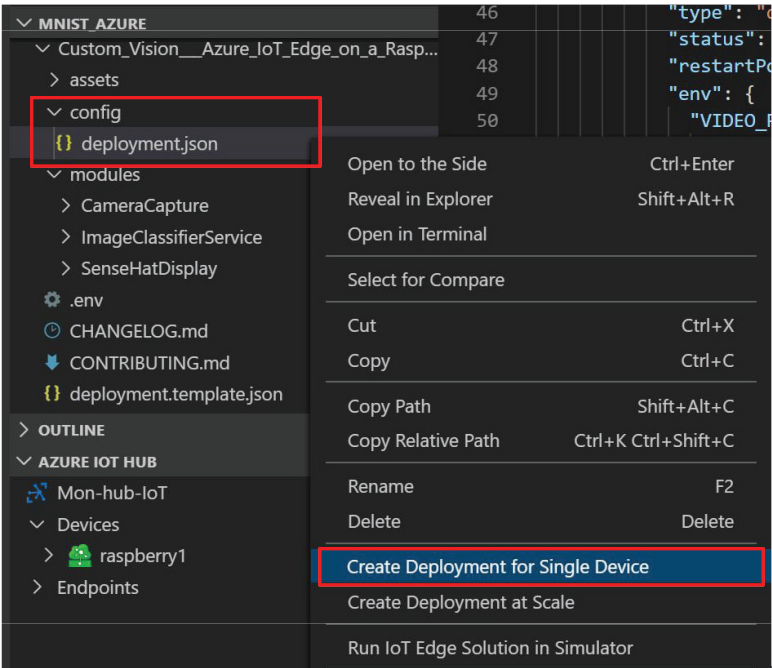 MNIST_AZURE
Custom_Vision___Azure_IoT_Edge_on_a_Rasp...
assets
config
{} deployment.json
modules
CameraCapture
ImageClassifierService
SenseHatDisplay
.env
CHANGELOG.md
CONTRIBUTING.md
{} deployment.template.json
OUTLINE
AZURE IOT HUB
Mon-hub-IoT
Devices
raspberry1
Endpoints
46 "type":
47 "status":
48
49 "env": {
50
Open to the Side Ctrl+Enter
Reveal in Explorer Shift+Alt+R
Open in Terminal
Select for Compare
Cut Ctrl+X
Copy Ctrl+C
Copy Path Shift+Alt+C
Copy Relative Path Ctrl+K Ctrl+Shift+C
Rename F2
Delete Delete
Create Deployment for Single Device
Create Deployment at Scale
Run IoT Edge Solution in Simulator